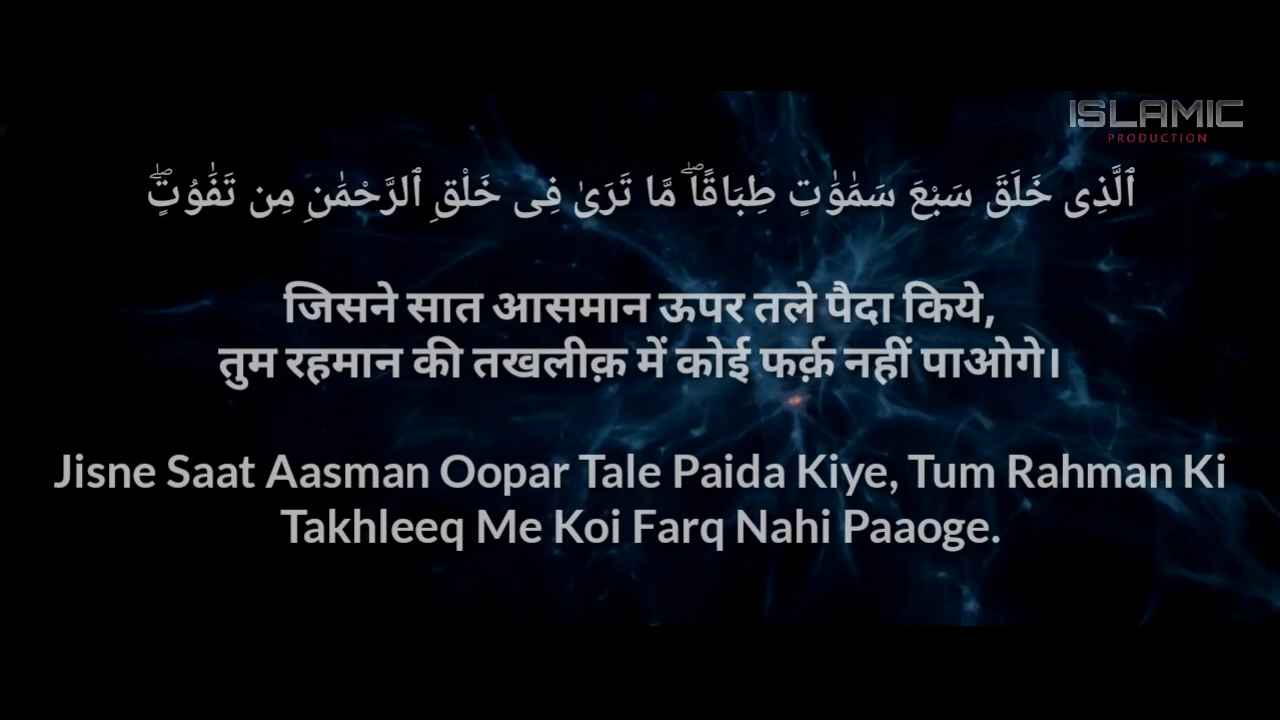 ISLAMIC
PRODUCTION
ٱلَّذِى خَلَقَ سَبْعَ سَمَٰوَٰتٍ طِبَاقًا ۖ مَّا تَرَىٰ فِى خَلْقِ ٱلرَّحْمَٰنِ مِن تَفَٰوُتٍ ۖ
जिसने सात आसमान ऊपर तले पैदा किये,
तुम रहमान की तखलीक़ में कोई फर्क़ नहीं पाओगे।
Jisne Saat Aasman Oopar Tale Paida Kiye, Tum Rahman Ki
Takhleeq Me Koi Farq Nahi Paaoge.